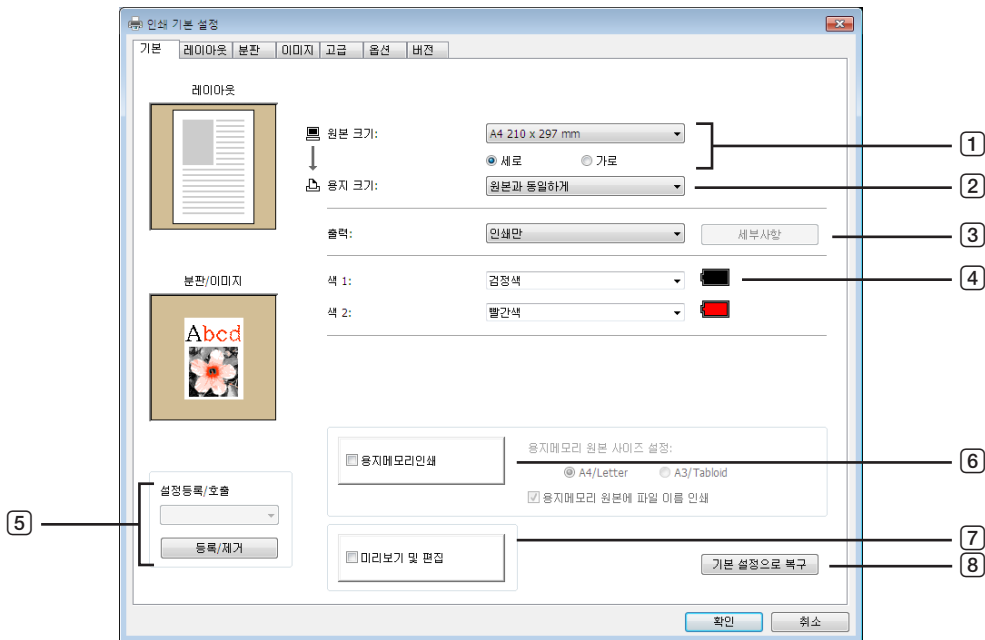 인쇄 기본 설정
기본 레이아웃 분판 이미지 고급 옵션 버전
레이아웃
원본 크기: A4 210 x 297 mm
세로 가로
용지 크기: 원본과 동일하게
출력: 인쇄만 세부사항
분판/이미지
Abcd
색 1: 검정색
색 2: 빨간색
용지메모리인쇄
용지메모리 원본 사이즈 설정:
A4/Letter A3/Tabloid
용지메모리 원본에 파일 이름 인쇄
설정등록/호출
등록/제거
미리보기 및 편집
기본 설정으로 복구
확인 취소
1
2
3
4
5
6
7
8